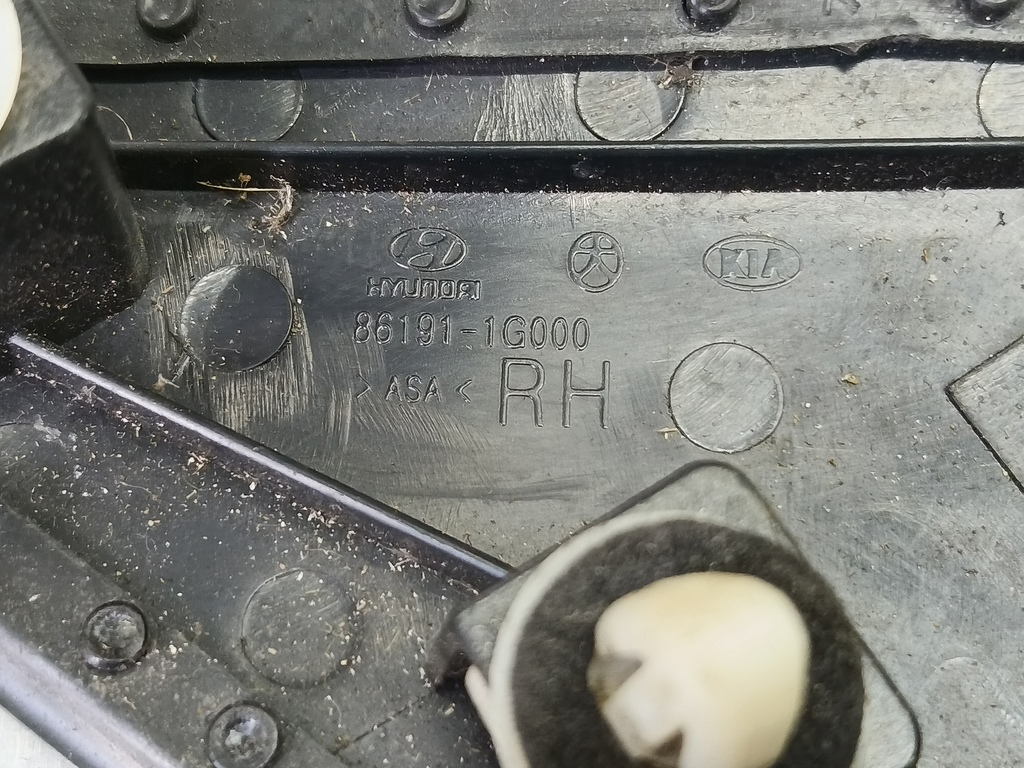 HYUNDAI
KIA
86191-1G000
>ASA< RH